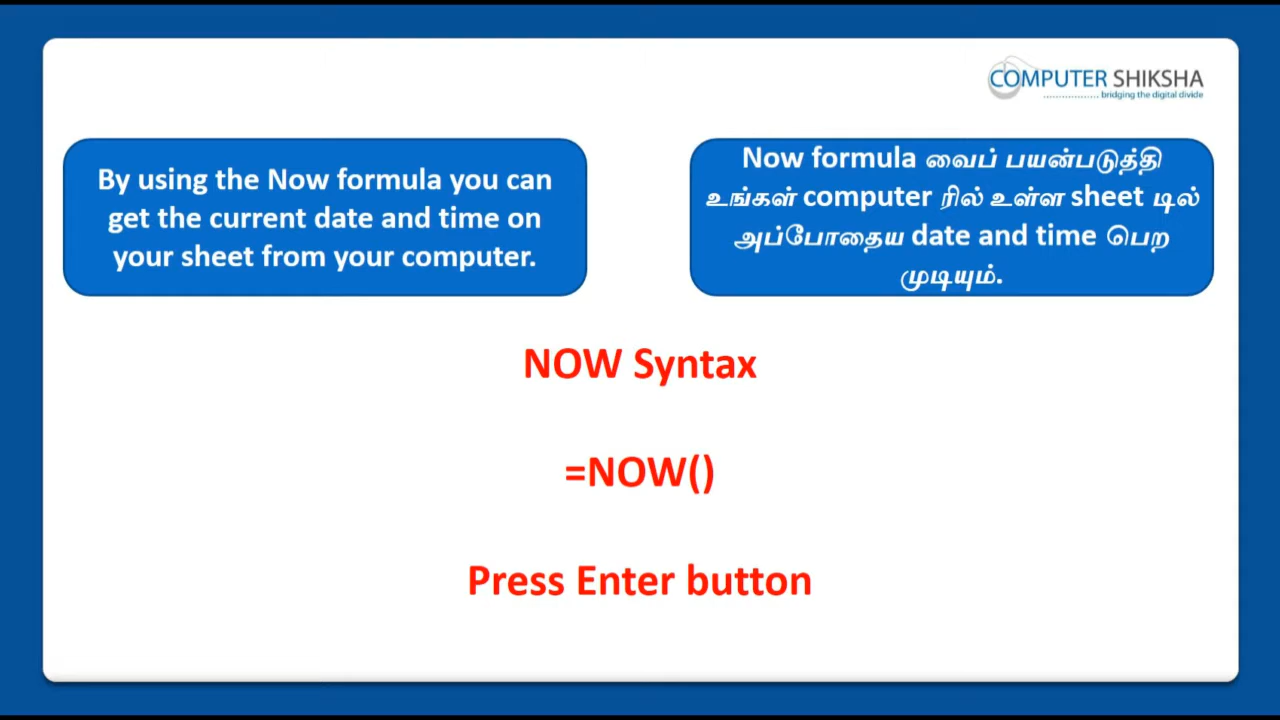 COMPUTER SHIKSHA
bridging the digital divide
By using the Now formula you can
get the current date and time on
your sheet from your computer.
Now formula வைப் பயன்படுத்தி
உங்கள் computer ரில் உள்ள sheet டில்
அப்போதைய date and time பெற
முடியும்.
NOW Syntax
=NOW()
Press Enter button